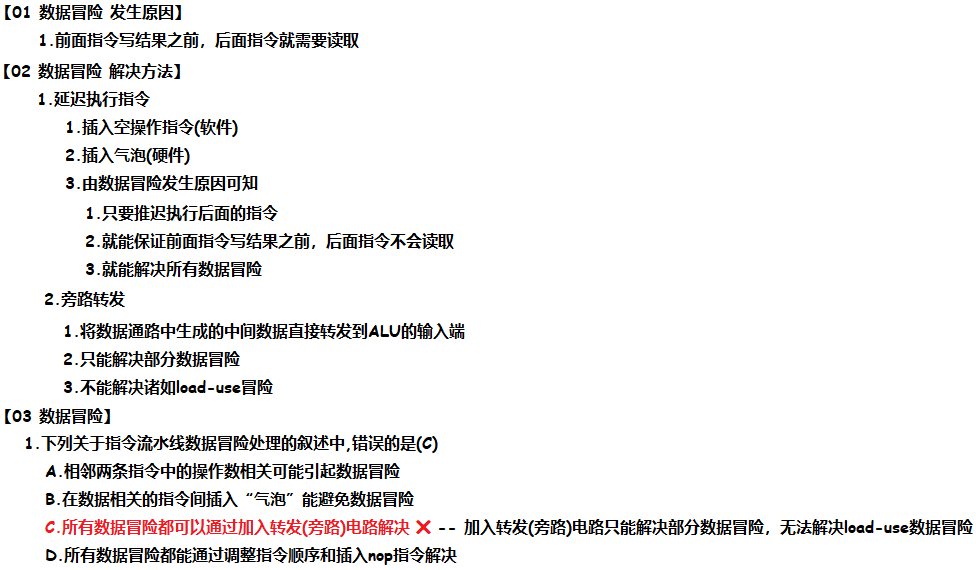 【01 数据冒险 发生原因】
1.前面指令写结果之前，后面指令就需要读取
【02 数据冒险 解决方法】
1.延迟执行指令
1.插入空操作指令(软件)
2.插入气泡(硬件)
3.由数据冒险发生原因可知
1.只要推迟执行后面的指令
2.就能保证前面指令写结果之前，后面指令不会读取
3.就能解决所有数据冒险
2.旁路转发
1.将数据通路中生成的中间数据直接转发到ALU的输入端
2.只能解决部分数据冒险
3.不能解决诸如load-use冒险
【03 数据冒险】
1.下列关于指令流水线数据冒险处理的叙述中,错误的是(C)
A.相邻两条指令中的操作数相关可能引起数据冒险
B.在数据相关的指令间插入“气泡”能避免数据冒险
C.所有数据冒险都可以通过加入转发(旁路)电路解决 ❌ -- 加入转发(旁路)电路只能解决部分数据冒险，无法解决load-use数据冒险
D.所有数据冒险都能通过调整指令顺序和插入nop指令解决